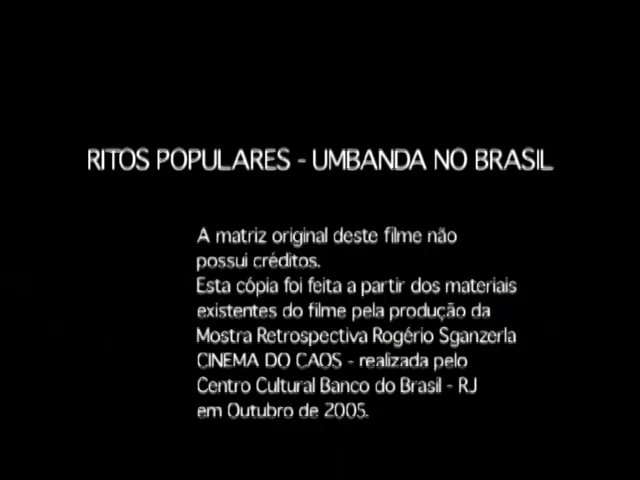 RITOS POPULARES - UMBANDA NO BRASIL
A matriz original deste filme não
possui créditos.
Esta cópia foi feita a partir dos materiais
existentes do filme pela produção da
Mostra Retrospectiva Rogério Sganzerla
CINEMA DO CAOS - realizada pelo
Centro Cultural Banco do Brasil - RJ
em Outubro de 2005.